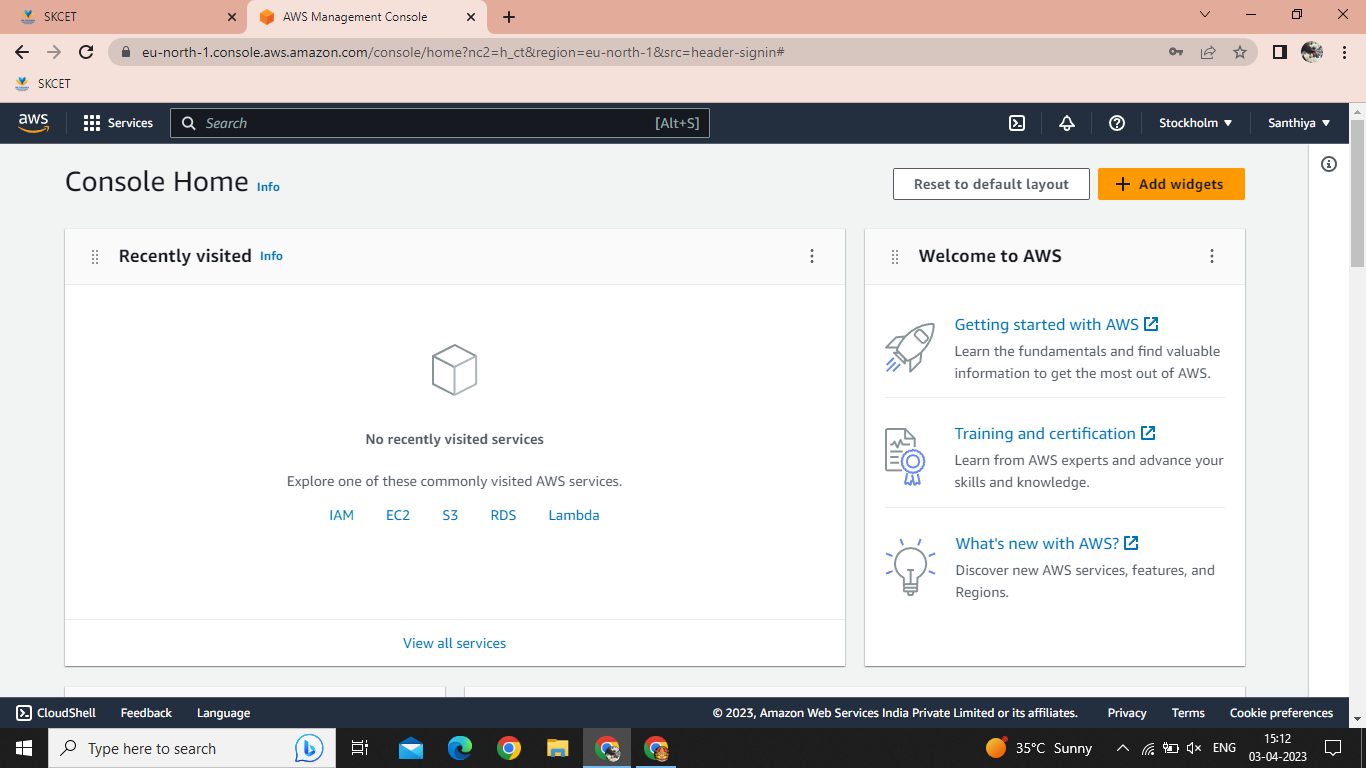 SKCET
AWS Management Console
eu-north-1.console.aws.amazon.com/console/home?nc2=h_ct&region=eu-north-1&src=header-signin#
SKCET
aws
Services
Search
[Alt+S]
Stockholm
Santhiya
Console Home Info
Reset to default layout
Add widgets
Recently visited Info
No recently visited services
Explore one of these commonly visited AWS services.
IAM EC2 S3 RDS Lambda
View all services
Welcome to AWS
Getting started with AWS
Learn the fundamentals and find valuable
information to get the most out of AWS.
Training and certification
Learn from AWS experts and advance your
skills and knowledge.
What's new with AWS?
Discover new AWS services, features, and
Regions.
CloudShell Feedback Language
© 2023, Amazon Web Services India Private Limited or its affiliates. Privacy Terms Cookie preferences
Type here to search
35°C Sunny
ENG
15:12
03-04-2023